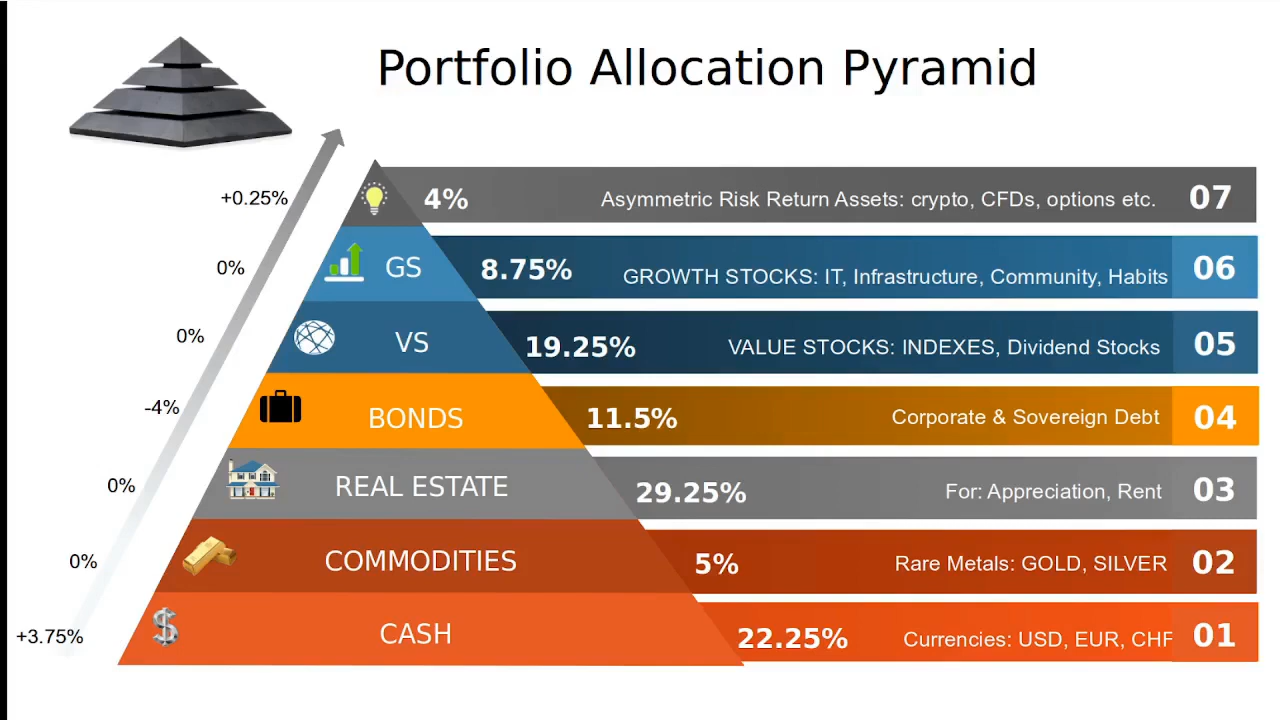 Portfolio Allocation Pyramid
+0.25% 4% Asymmetric Risk Return Assets: crypto, CFDs, options etc. 07
0% GS 8.75% GROWTH STOCKS: IT, Infrastructure, Community, Habits 06
0% VS 19.25% VALUE STOCKS: INDEXES, Dividend Stocks 05
-4% BONDS 11.5% Corporate & Sovereign Debt 04
0% REAL ESTATE 29.25% For: Appreciation, Rent 03
0% COMMODITIES 5% Rare Metals: GOLD, SILVER 02
+3.75% $ CASH 22.25% Currencies: USD, EUR, CHF 01